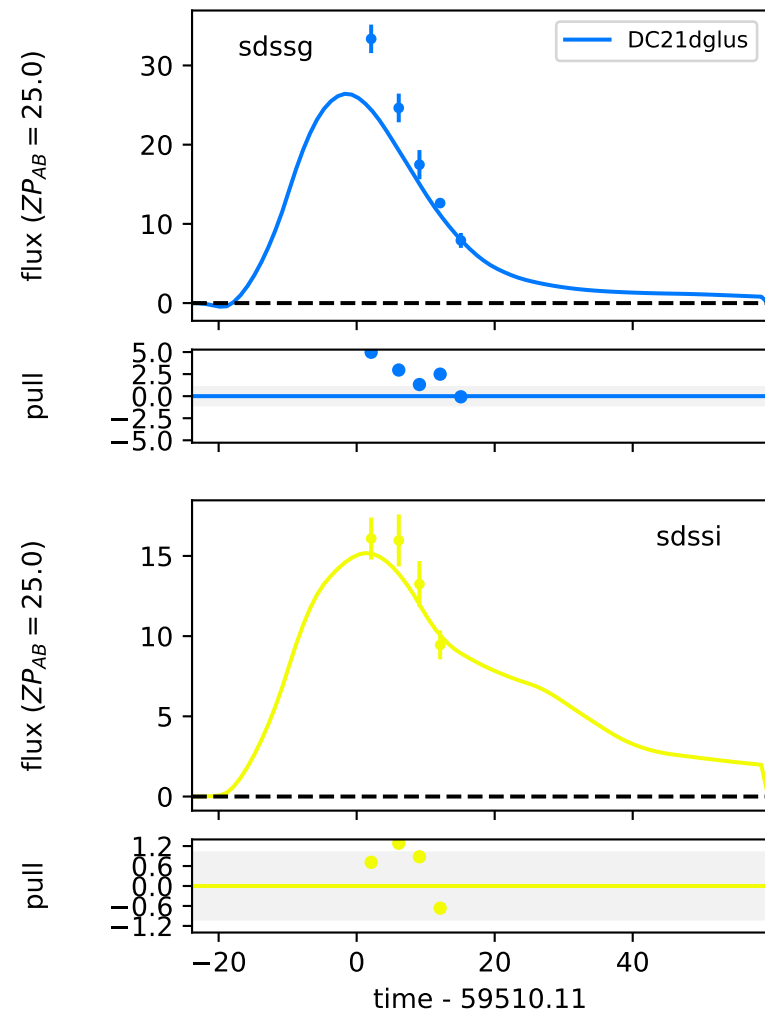 sdssg
DC21dglus
flux (ZP_AB = 25.0)
30
20
10
0
pull
5.0
2.5
0.0
−2.5
−5.0
sdssi
flux (ZP_AB = 25.0)
15
10
5
0
pull
1.2
0.6
0.0
−0.6
−1.2
−20 0 20 40
time - 59510.11